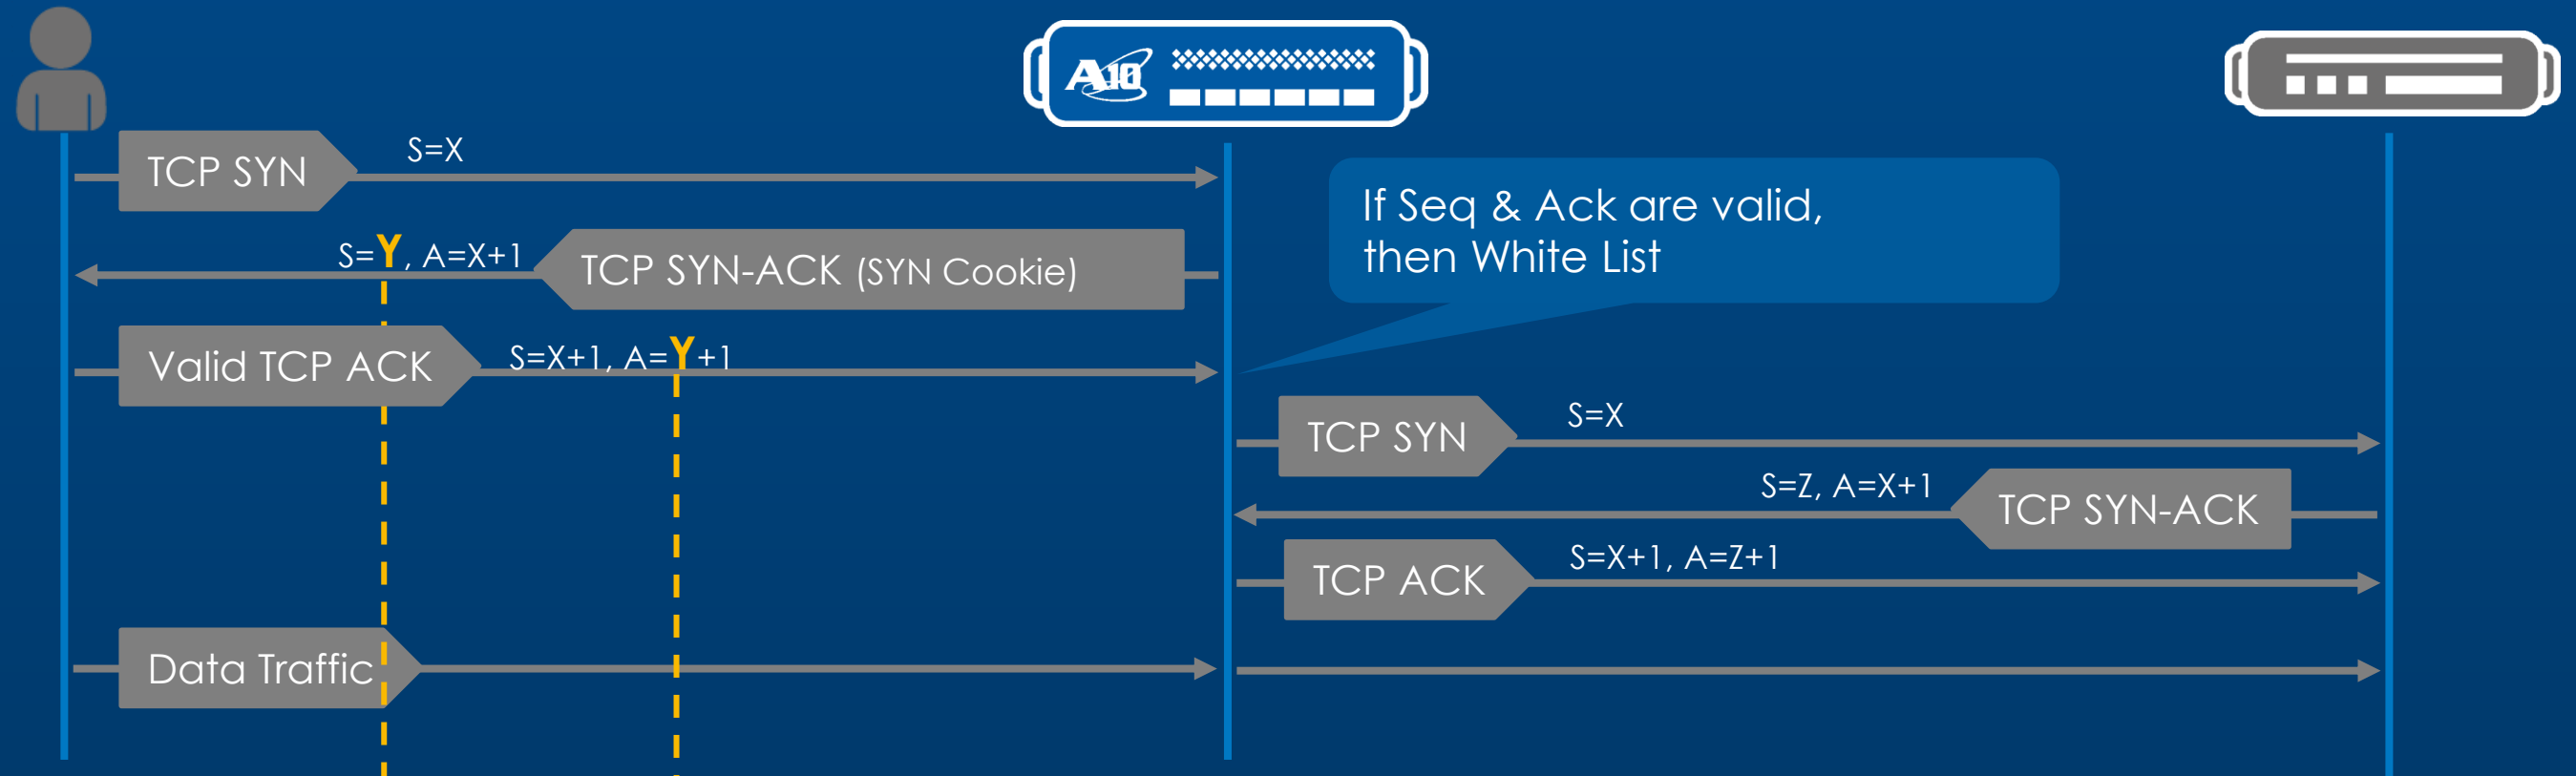 A10
TCP SYN
S=X
If Seq & Ack are valid,
then White List
S=Y, A=X+1
TCP SYN-ACK (SYN Cookie)
Valid TCP ACK
S=X+1, A=Y+1
TCP SYN
S=X
S=Z, A=X+1
TCP SYN-ACK
TCP ACK
S=X+1, A=Z+1
Data Traffic